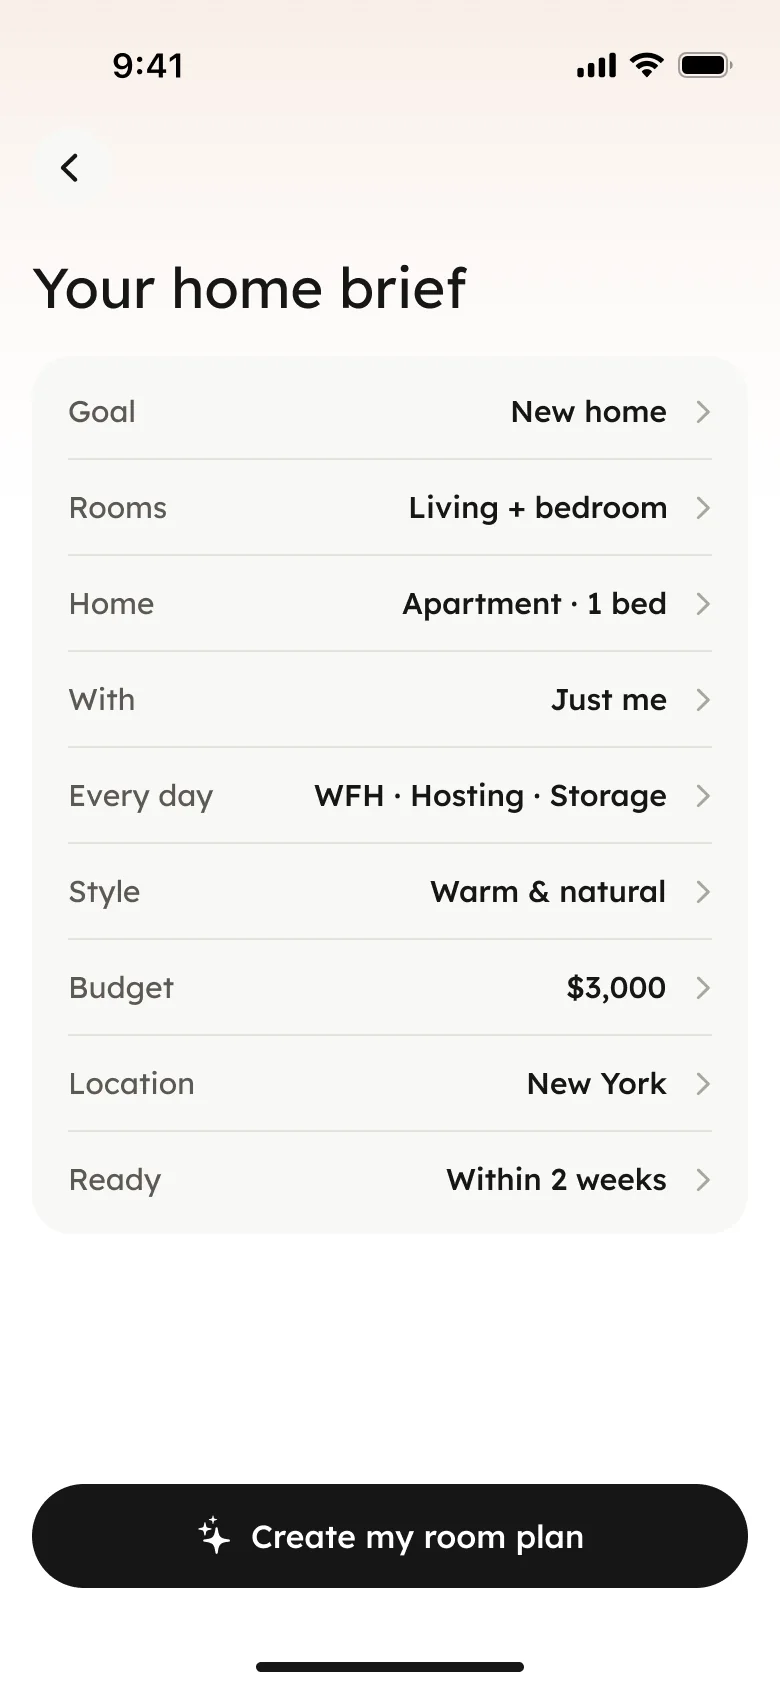 9:41
Your home brief
Goal New home
Rooms Living + bedroom
Home Apartment · 1 bed
With Just me
Every day WFH · Hosting · Storage
Style Warm & natural
Budget $3,000
Location New York
Ready Within 2 weeks
Create my room plan